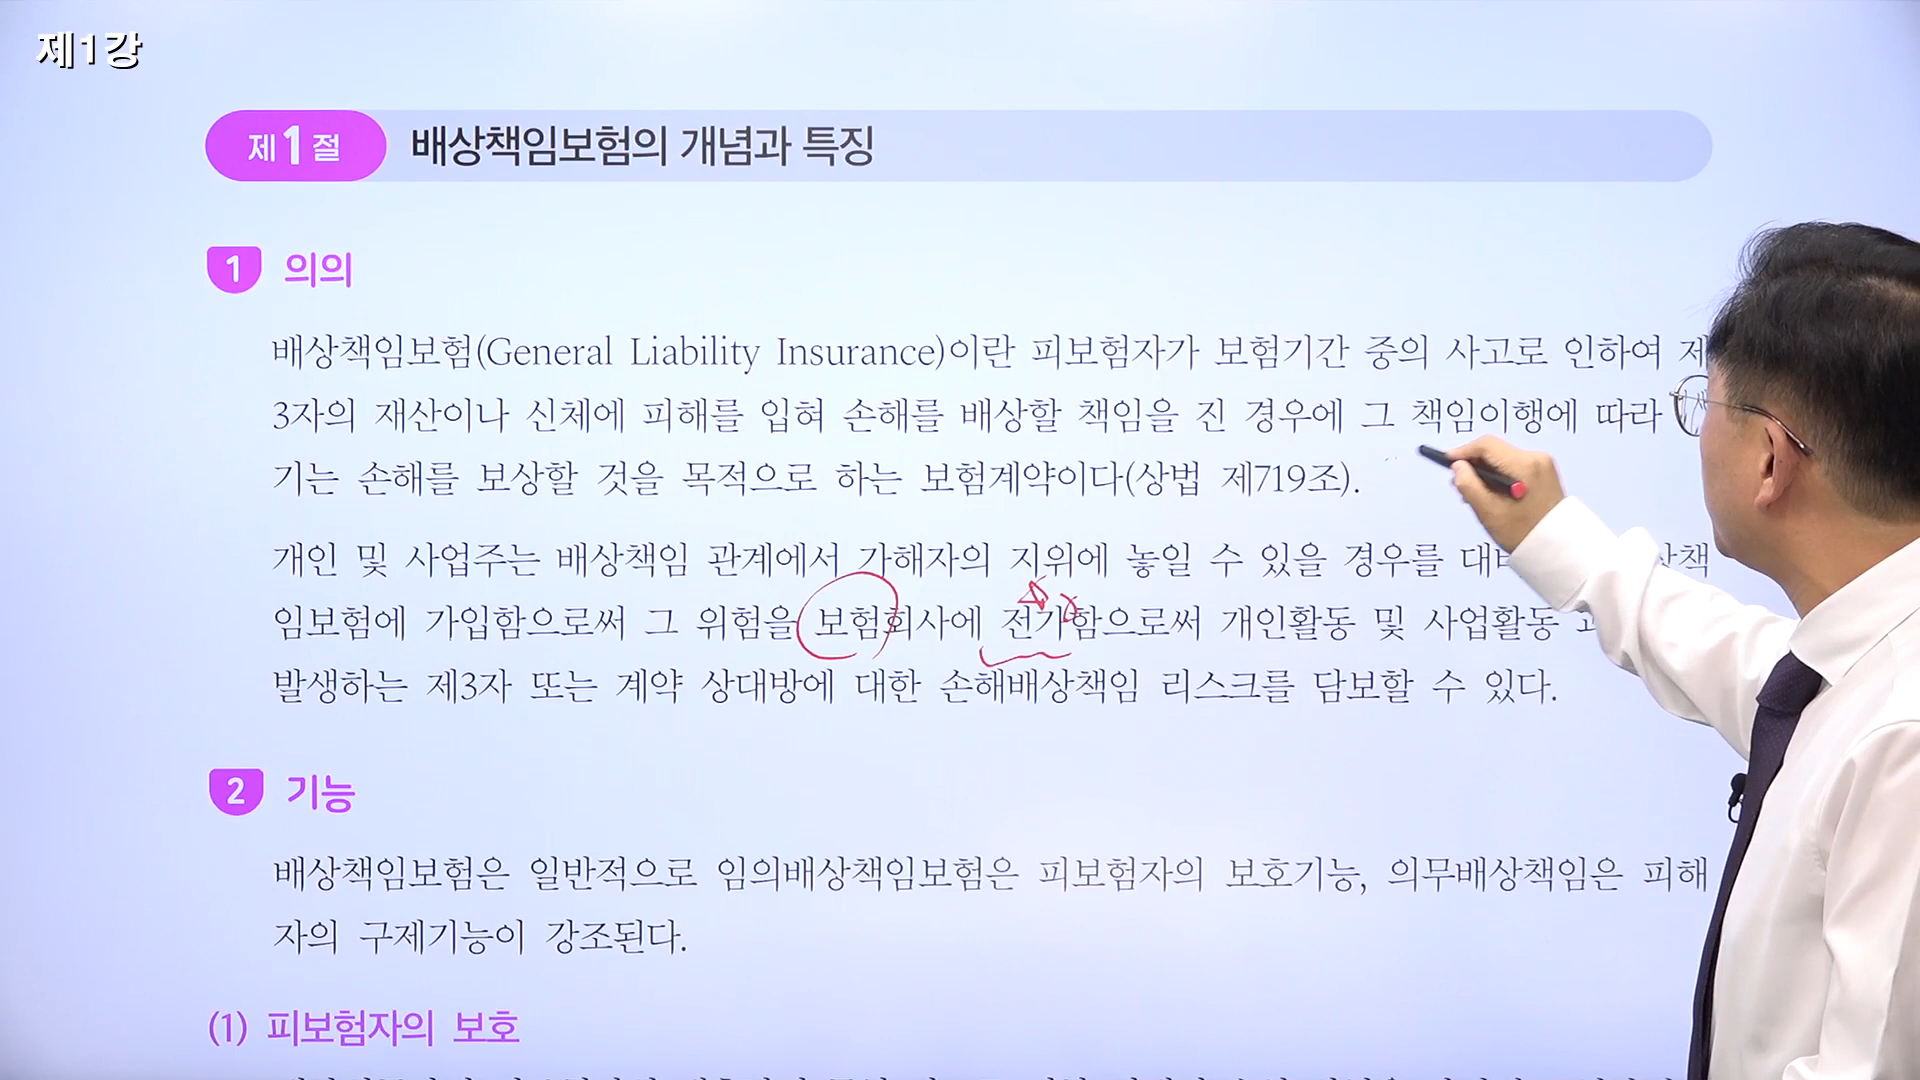 제1강
제1절 배상책임보험의 개념과 특징
1 의의
배상책임보험(General Liability Insurance)이란 피보험자가 보험기간 중의 사고로 인하여 제
3자의 재산이나 신체에 피해를 입혀 손해를 배상할 책임을 진 경우에 그 책임이행에 따라
기는 손해를 보상할 것을 목적으로 하는 보험계약이다(상법 제719조).
개인 및 사업주는 배상책임 관계에서 가해자의 지위에 놓일 수 있을 경우를
임보험에 가입함으로써 그 위험을 보험회사에 전가함으로써 개인활동 및 사업활동
발생하는 제3자 또는 계약 상대방에 대한 손해배상책임 리스크를 담보할 수 있다.
2 기능
배상책임보험은 일반적으로 임의배상책임보험은 피보험자의 보호기능, 의무배상책임은 피해
자의 구제기능이 강조된다.
(1) 피보험자의 보호